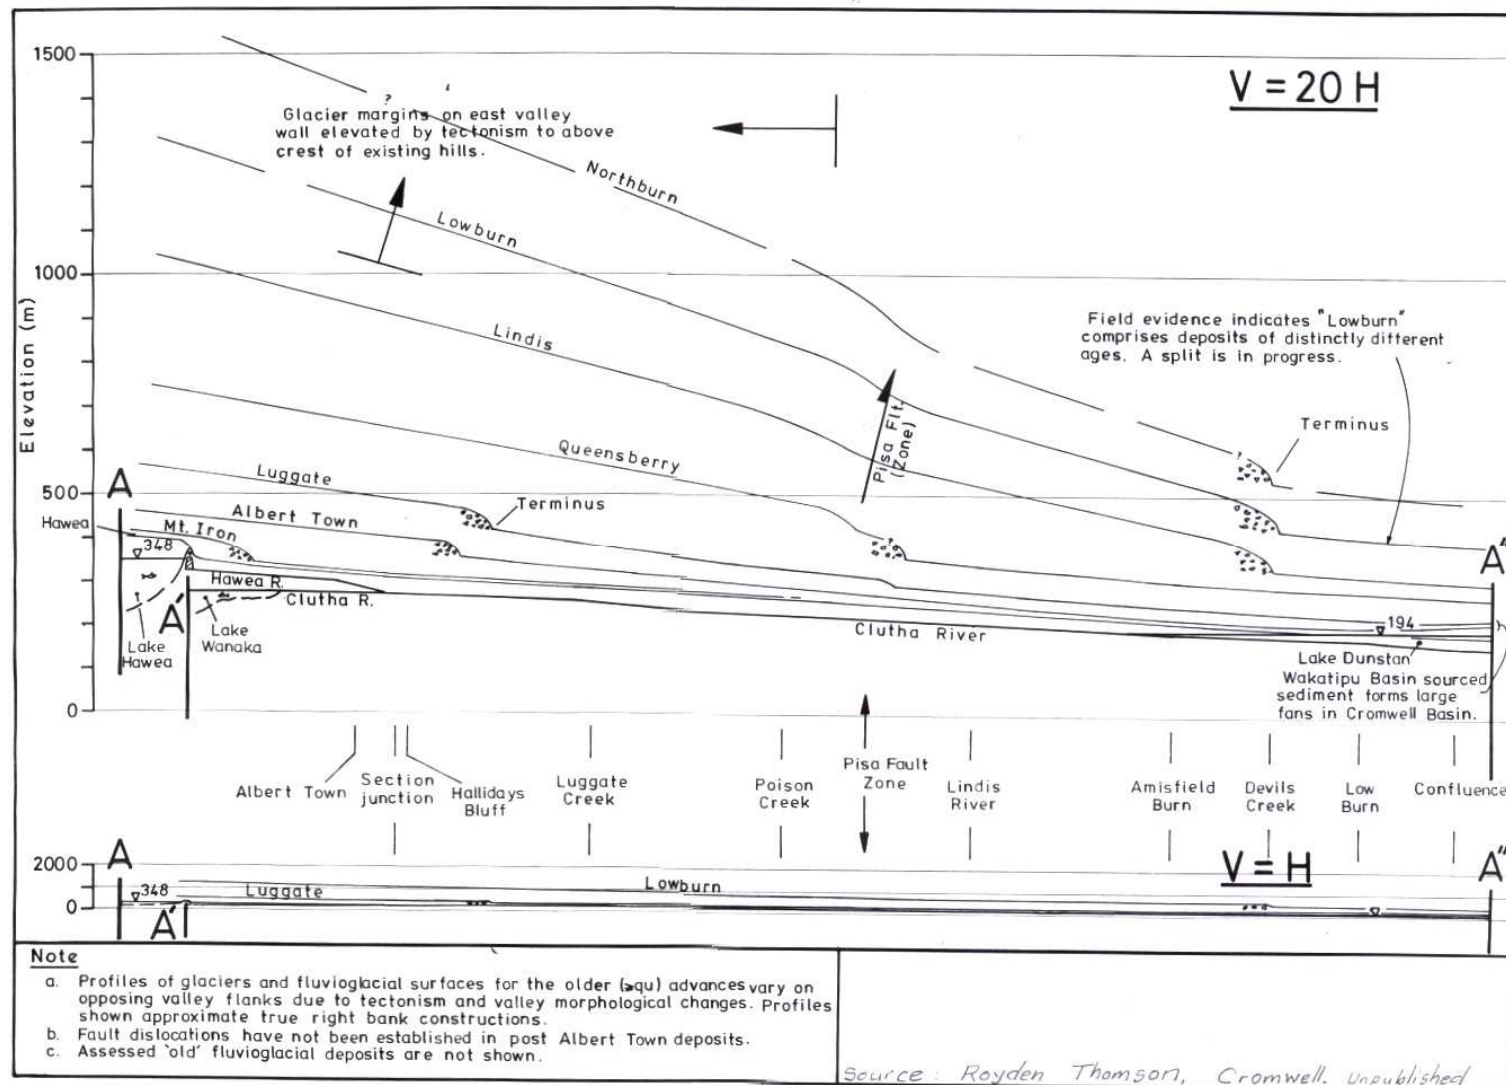 1500
V = 20 H
?
Glacier margins on east valley
wall elevated by tectonism to above
crest of existing hills.
Northburn
Lowburn
1000
Elevation (m)
Lindis
Field evidence indicates "Lowburn"
comprises deposits of distinctly different
ages. A split is in progress.
Pisa Flt.
(Zone)
Terminus
?
Queensberry
Luggate
A
500
Terminus
Hawea
Albert Town
Mt. Iron
348
A"
Hawea R.
Clutha R.
A'
Lake
Wanaka
Lake
Hawea
Clutha River
194
Lake Dunstan
Wakatipu Basin sourced
sediment forms large
fans in Cromwell Basin.
0
Albert Town
Section
junction
Hallidays
Bluff
Luggate
Creek
Poison
Creek
Pisa Fault
Zone
Lindis
River
Amisfield
Burn
Devils
Creek
Low
Burn
Confluence
A
2000
348
Luggate
Lowburn
V = H
A"
0
A'
Note
a. Profiles of glaciers and fluvioglacial surfaces for the older (≥qu) advances vary on
opposing valley flanks due to tectonism and valley morphological changes. Profiles
shown approximate true right bank constructions.
b. Fault dislocations have not been established in post Albert Town deposits.
c. Assessed 'old' fluvioglacial deposits are not shown.
Source : Royden Thomson, Cromwell. Unpublished